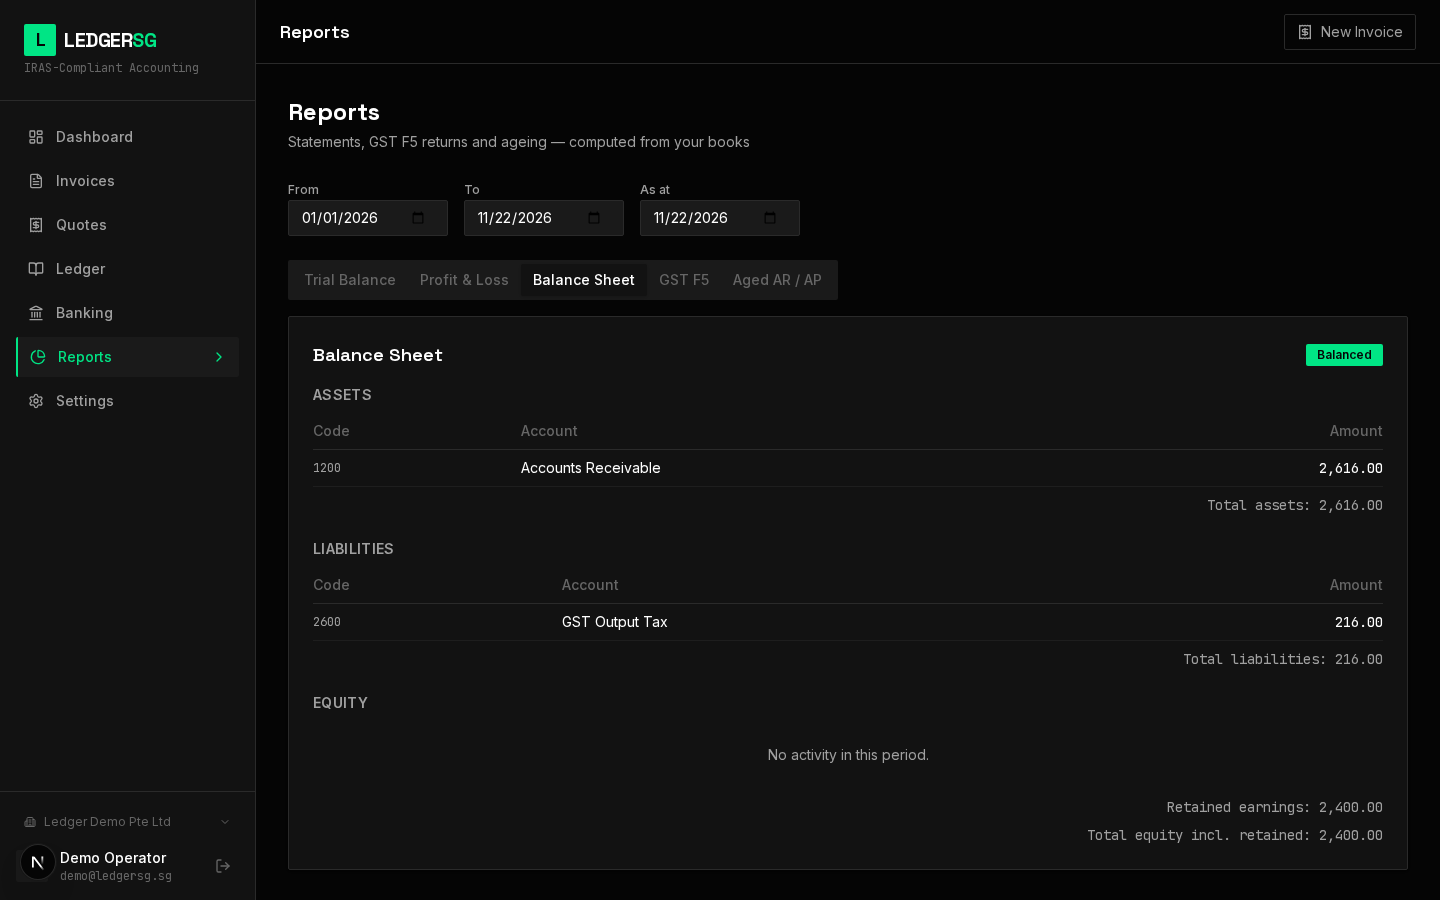 L LEDGERSG
IRAS-Compliant Accounting
Dashboard
Invoices
Quotes
Ledger
Banking
Reports
Settings
Ledger Demo Pte Ltd
N Demo Operator
demo@ledgersg.sg
Reports
New Invoice
Reports
Statements, GST F5 returns and ageing — computed from your books
From To As at
01/01/2026 11/22/2026 11/22/2026
Trial Balance Profit & Loss Balance Sheet GST F5 Aged AR / AP
Balance Sheet Balanced
ASSETS
Code Account Amount
1200 Accounts Receivable 2,616.00
Total assets: 2,616.00
LIABILITIES
Code Account Amount
2600 GST Output Tax 216.00
Total liabilities: 216.00
EQUITY
No activity in this period.
Retained earnings: 2,400.00
Total equity incl. retained: 2,400.00